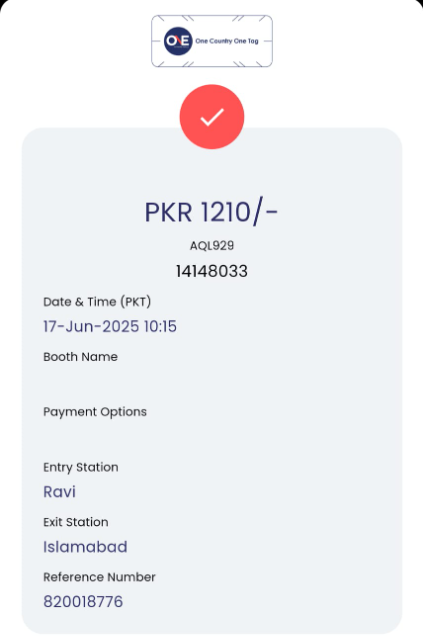 ONE One Country One Tag
PKR 1210/-
AQL929
14148033
Date & Time (PKT)
17-Jun-2025 10:15
Booth Name
Payment Options
Entry Station
Ravi
Exit Station
Islamabad
Reference Number
820018776